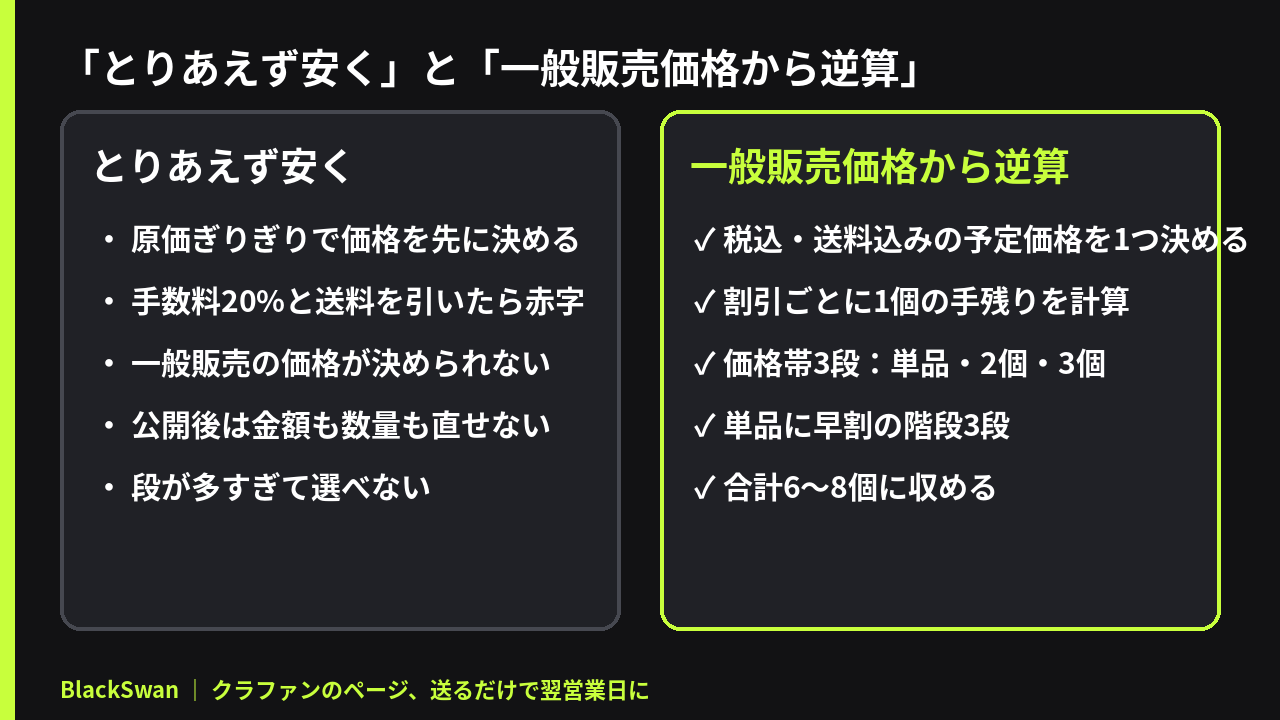 「とりあえず安く」と「一般販売価格から逆算」
とりあえず安く
・ 原価ぎりぎりで価格を先に決める
・ 手数料20%と送料を引いたら赤字
・ 一般販売の価格が決められない
・ 公開後は金額も数量も直せない
・ 段が多すぎて選べない
一般販売価格から逆算
✓ 税込・送料込みの予定価格を1つ決める
✓ 割引ごとに1個の手残りを計算
✓ 価格帯3段：単品・2個・3個
✓ 単品に早割の階段3段
✓ 合計6〜8個に収める
BlackSwan｜クラファンのページ、送るだけで翌営業日に